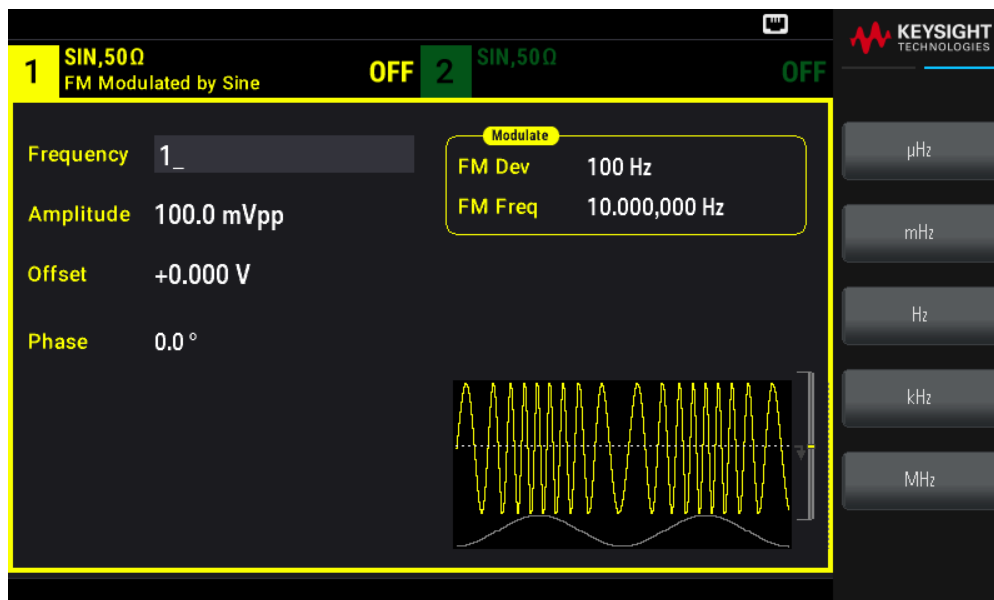 KEYSIGHT
TECHNOLOGIES
1 SIN,50Ω OFF
FM Modulated by Sine
2 SIN,50Ω OFF
Frequency 1_
Amplitude 100.0 mVpp
Offset +0.000 V
Phase 0.0 °
Modulate
FM Dev 100 Hz
FM Freq 10.000,000 Hz
µHz
mHz
Hz
kHz
MHz